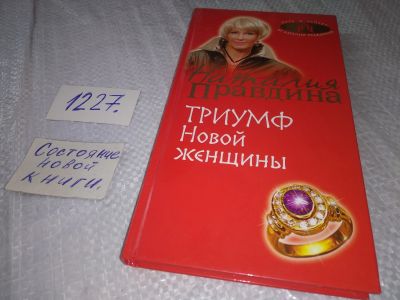 1227.
Состояние
новой
книги.
Наталия
Правдина
ТРИУМФ
Новой
женщины